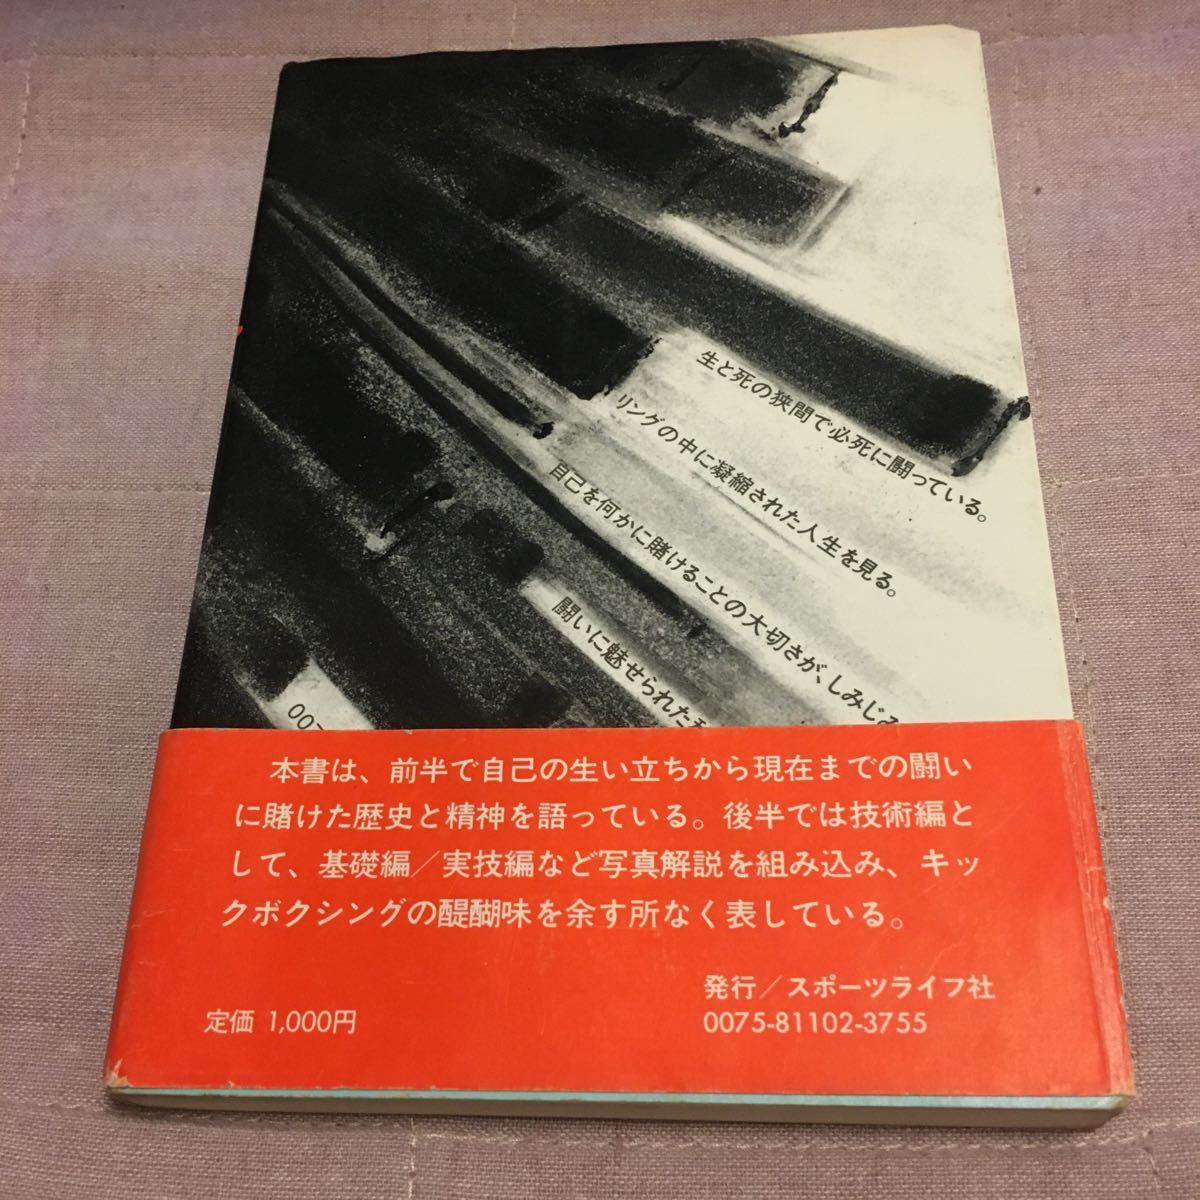 生と死の狭間で必死に闘っている。
リングの中に凝縮された人生を見る。
自己を何かに賭けることの大切さが、しみじみ
闘いに魅せられた
00
本書は、前半で自己の生い立ちから現在までの闘い
に賭けた歴史と精神を語っている。後半では技術編と
して、基礎編/実技編など写真解説を組み込み、キッ
クボクシングの醍醐味を余す所なく表している。
発行/スポーツライフ社
定価 1,000円
0075-81102-3755